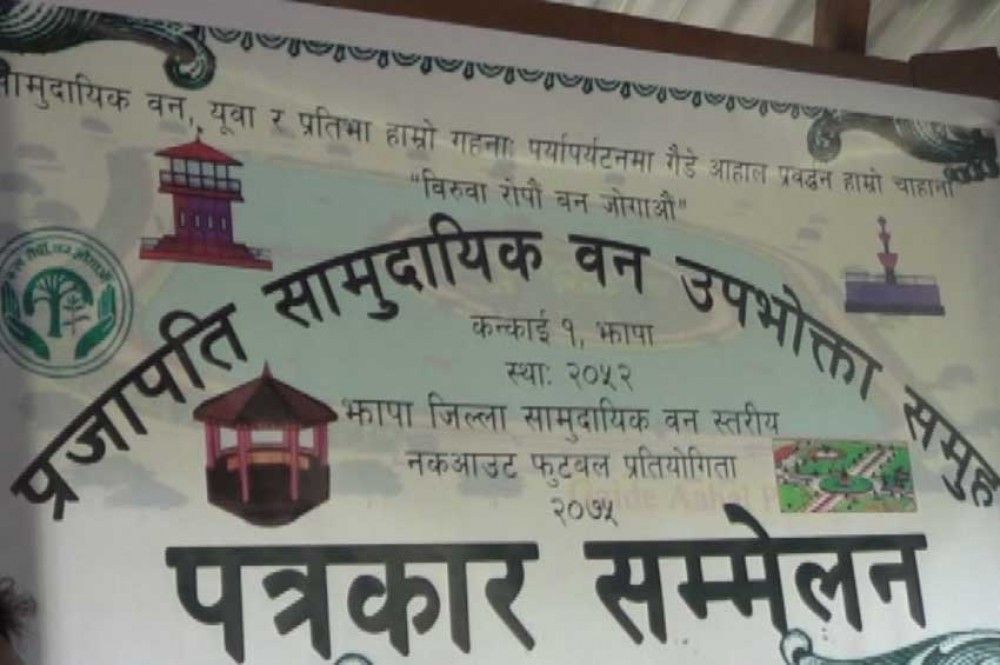 सामुदायिक वन, यूवा र प्रतिभा हाम्रो गहनाः पर्यापर्यटनमा गैडे आहाल प्रवर्द्धन हाम्रो चाहाना
"विरुवा रोपौ वन जोगाऔ"
प्रजापति सामुदायिक वन उपभोक्ता समुह
कन्काई १, झापा
स्था: २०५२
झापा जिल्ला सामुदायिक वन स्तरीय
नकआउट फुटबल प्रतियोगिता
२०७५
पत्रकार सम्मेलन